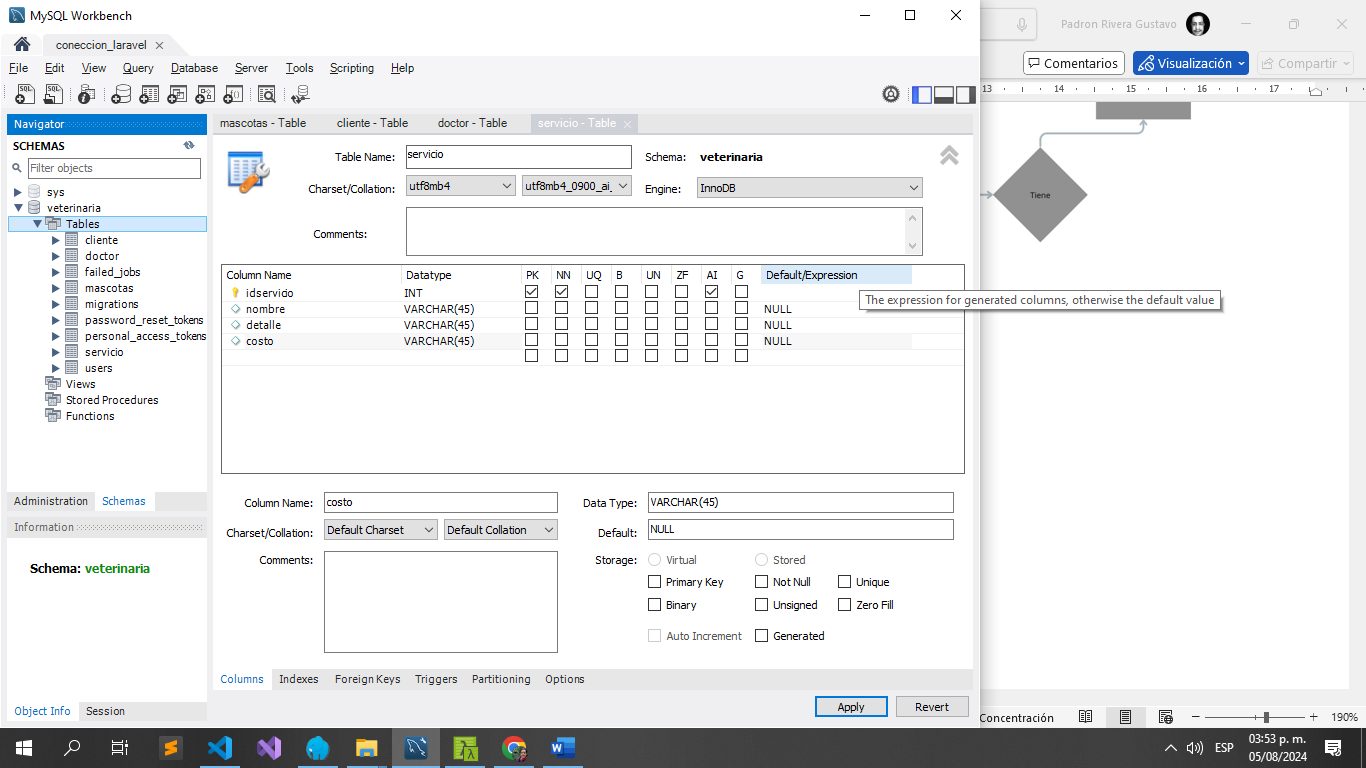 MySQL Workbench
coneccion_laravel
File Edit View Query Database Server Tools Scripting Help
Navigator
SCHEMAS
Filter objects
sys
veterinaria
Tables
cliente
doctor
failed_jobs
mascotas
migrations
password_reset_tokens
personal_access_tokens
servicio
users
Views
Stored Procedures
Functions
Administration Schemas
Information
Schema: veterinaria
Object Info Session
mascotas - Table cliente - Table doctor - Table servicio - Table
Table Name: servicio Schema: veterinaria
Charset/Collation: utf8mb4 utf8mb4_0900_ai_ Engine: InnoDB
Comments:
Column Name Datatype PK NN UQ B UN ZF AI G Default/Expression
idservicio INT
nombre VARCHAR(45) NULL
detalle VARCHAR(45) NULL
costo VARCHAR(45) NULL
The expression for generated columns, otherwise the default value
Column Name: costo Data Type: VARCHAR(45)
Charset/Collation: Default Charset Default Collation Default: NULL
Comments: Storage: Virtual Stored
Primary Key Not Null Unique
Binary Unsigned Zero Fill
Auto Increment Generated
Columns Indexes Foreign Keys Triggers Partitioning Options
Apply Revert
Padron Rivera Gustavo
Comentarios Visualización Compartir
13 14 15 16 17
Tiene
Concentración 190%
ESP 03:53 p. m.
05/08/2024